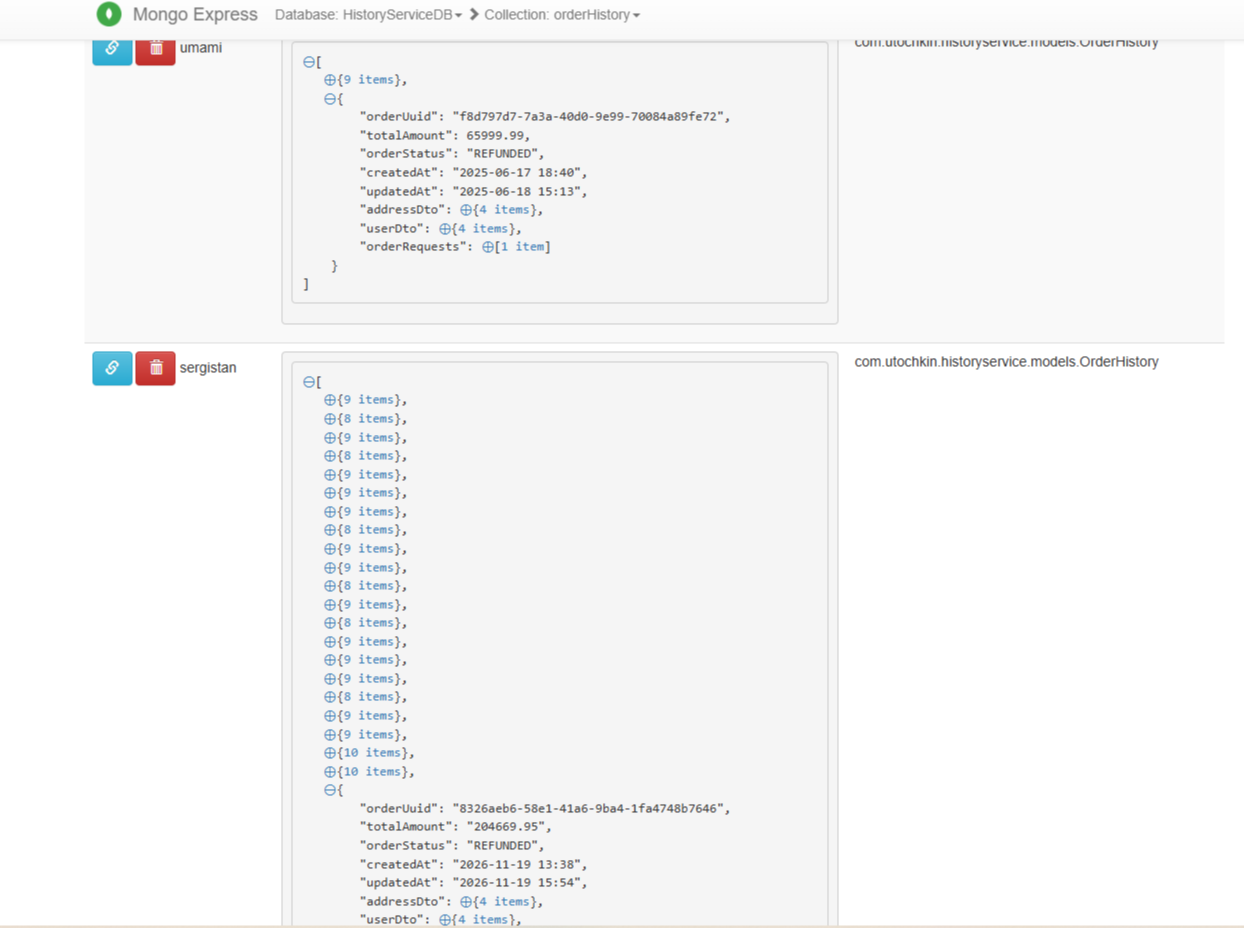 Mongo Express Database: HistoryServiceDB > Collection: orderHistory
umami
com.utochkin.historyservice.models.OrderHistory
[
{9 items},
{
"orderUuid": "f8d797d7-7a3a-40d0-9e99-70084a89fe72",
"totalAmount": 65999.99,
"orderStatus": "REFUNDED",
"createdAt": "2025-06-17 18:40",
"updatedAt": "2025-06-18 15:13",
"addressDto": {4 items},
"userDto": {4 items},
"orderRequests": [1 item]
}
]
sergistan
com.utochkin.historyservice.models.OrderHistory
[
{9 items},
{8 items},
{9 items},
{8 items},
{9 items},
{9 items},
{9 items},
{8 items},
{9 items},
{9 items},
{8 items},
{9 items},
{8 items},
{9 items},
{9 items},
{9 items},
{8 items},
{9 items},
{9 items},
{10 items},
{10 items},
{
"orderUuid": "8326aeb6-58e1-41a6-9ba4-1fa4748b7646",
"totalAmount": "204669.95",
"orderStatus": "REFUNDED",
"createdAt": "2026-11-19 13:38",
"updatedAt": "2026-11-19 15:54",
"addressDto": {4 items},
"userDto": {4 items},